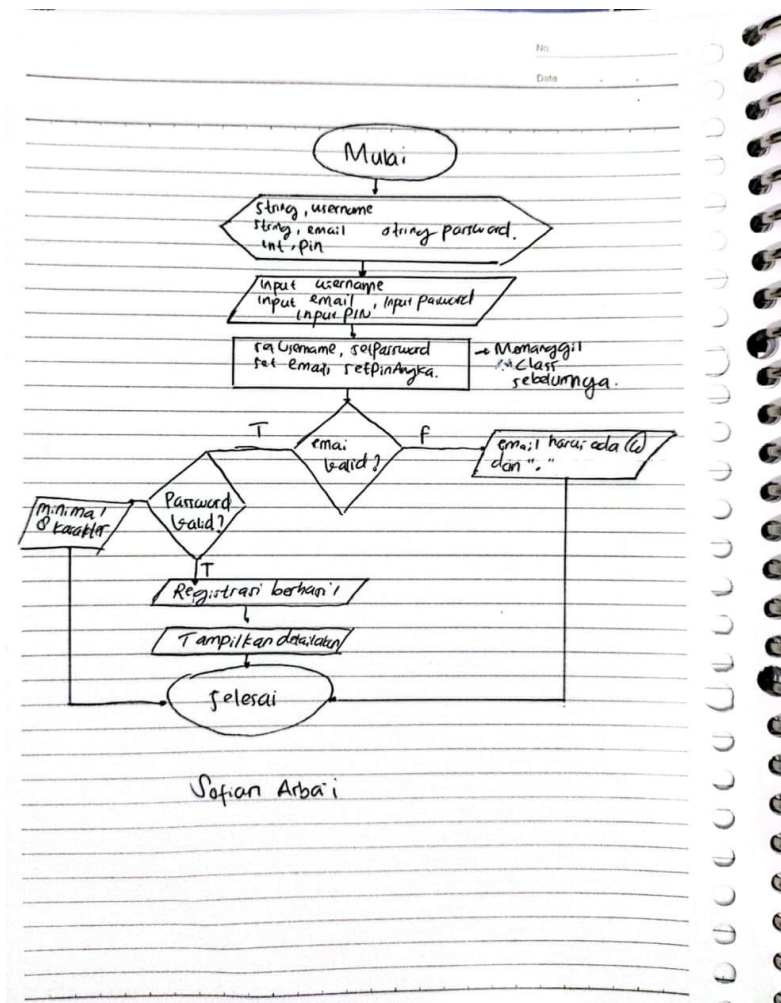 No
Date
Mulai
string, username
string, email string password.
int, pin
Input username
Input email, Input password
input PIN
set Username, setPassword
set email, setPinAngka.
→ Memanggil
class
sebelumnya.
T
F
emai
valid?
email harus ada @
dan "."
Password
valid?
minimal
8 karakter
T
Registrasi berhasil
Tampilkan detailakun
Selesai
Sofian Arba'i